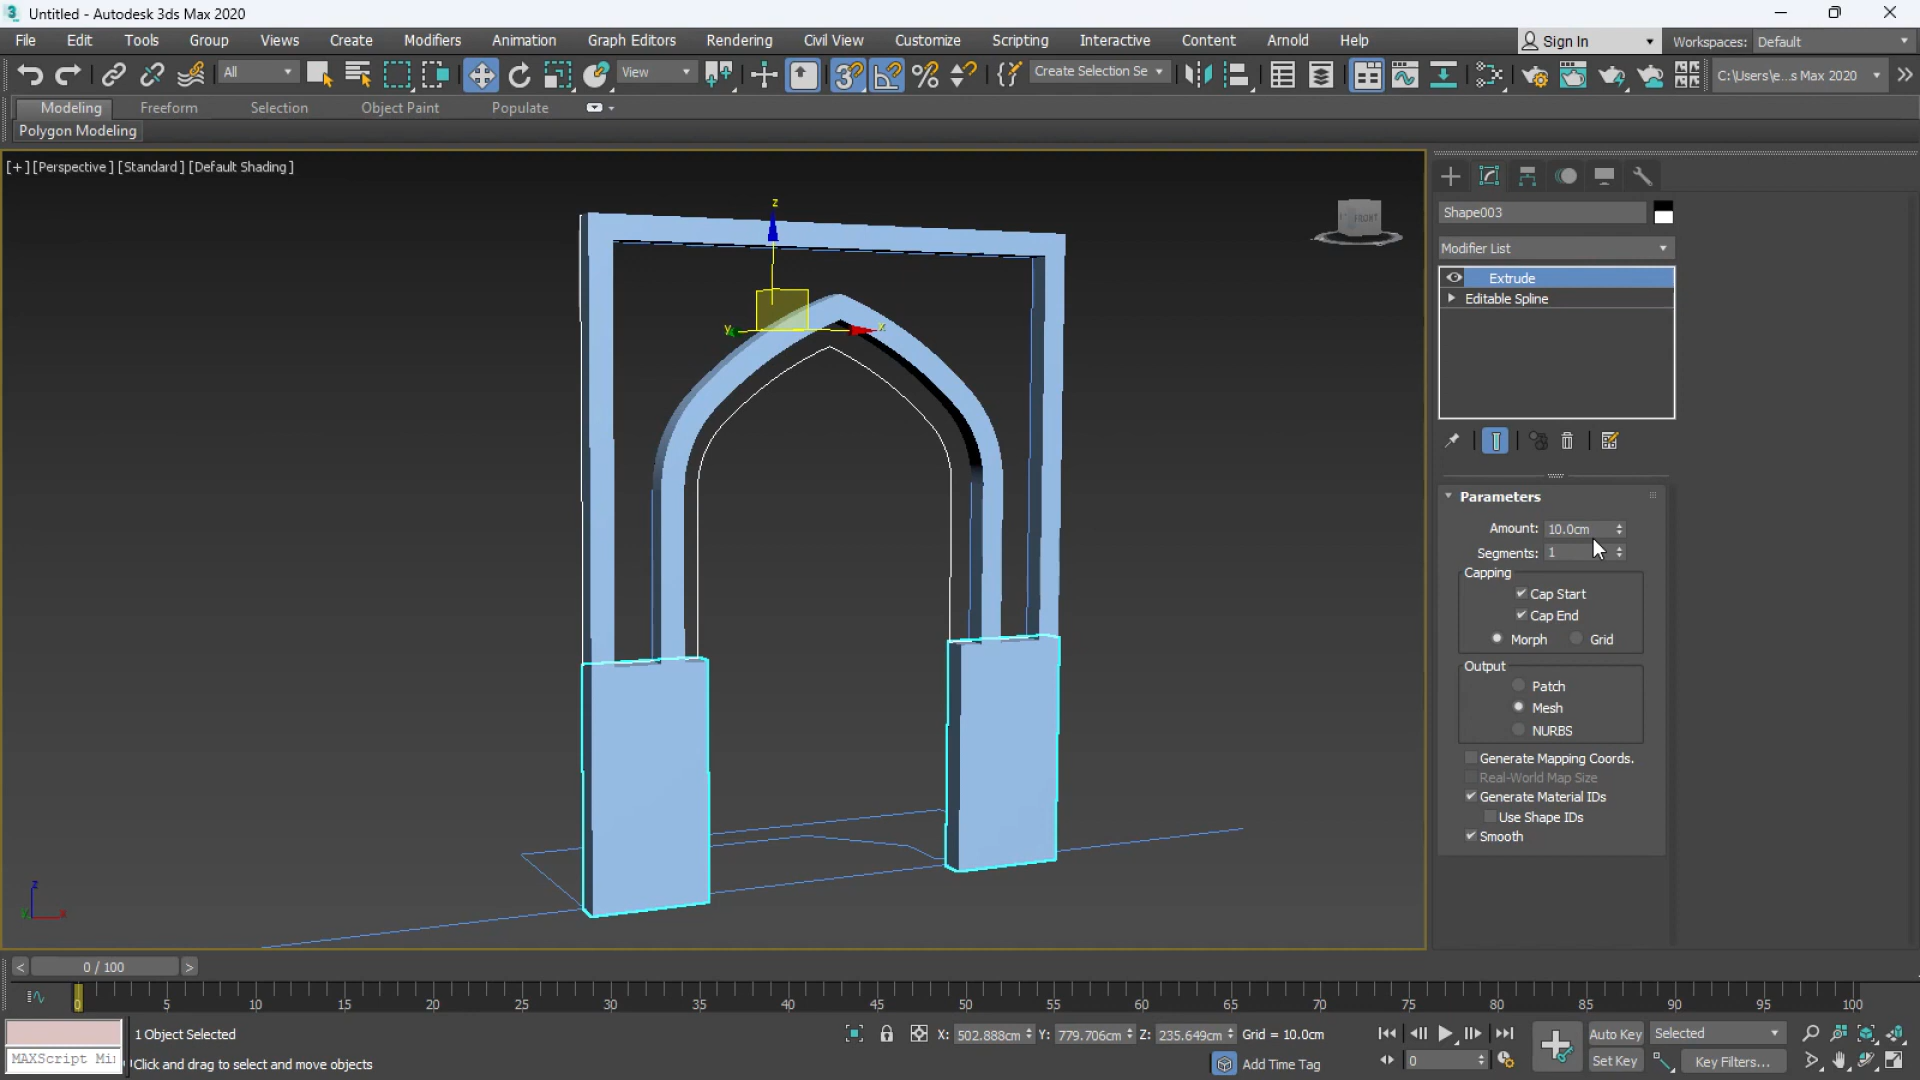 Untitled - Autodesk 3ds Max 2020
File Edit Tools Group Views Create Modifiers Animation Graph Editors Rendering Civil View Customize Scripting Interactive Content Arnold Help
Sign In Workspaces: Default
All View Create Selection Se C:\Users\e...s Max 2020
Modeling Freeform Selection Object Paint Populate
Polygon Modeling
[+] [Perspective] [Standard] [Default Shading]
z
y x
FRONT
Shape003
Modifier List
Extrude
Editable Spline
Parameters
Amount: 10.0cm
Segments: 1
Capping
Cap Start
Cap End
Morph Grid
Output
Patch
Mesh
NURBS
Generate Mapping Coords.
Real-World Map Size
Generate Material IDs
Use Shape IDs
Smooth
z
y x
< 0 / 100 >
0 5 10 15 20 25 30 35 40 45 50 55 60 65 70 75 80 85 90 95 100
1 Object Selected
X: 502.888cm Y: 779.706cm Z: 235.649cm Grid = 10.0cm
Auto Key Selected
MAXScript Mi
Click and drag to select and move objects
Add Time Tag
0
Set Key Key Filters...